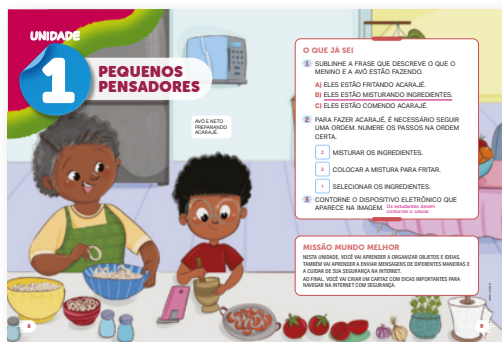 UNIDADE
1
PEQUENOS
PENSADORES
AVÓ E NETO
PREPARANDO
ACARAJÉ.
O QUE JÁ SEI
1 SUBLINHE A FRASE QUE DESCREVE O QUE O
MENINO E A AVÓ ESTÃO FAZENDO.
A) ELES ESTÃO FRITANDO ACARAJÉ.
B) ELES ESTÃO MISTURANDO INGREDIENTES.
C) ELES ESTÃO COMENDO ACARAJÉ.
2 PARA FAZER ACARAJÉ, É NECESSÁRIO SEGUIR
UMA ORDEM. NUMERE OS PASSOS NA ORDEM
CERTA.
2 MISTURAR OS INGREDIENTES.
3 COLOCAR A MISTURA PARA FRITAR.
1 SELECIONAR OS INGREDIENTES.
3 CONTORNE O DISPOSITIVO ELETRÔNICO QUE
APARECE NA IMAGEM. Os estudantes devem
contornar o celular.
MISSÃO MUNDO MELHOR
NESTA UNIDADE, VOCÊ VAI APRENDER A ORGANIZAR OBJETOS E IDEIAS.
TAMBÉM VAI APRENDER A ENVIAR MENSAGENS DE DIFERENTES MANEIRAS E
A CUIDAR DE SUA SEGURANÇA NA INTERNET.
AO FINAL, VOCÊ VAI CRIAR UM CARTAZ COM DICAS IMPORTANTES PARA
NAVEGAR NA INTERNET COM SEGURANÇA.
8
9